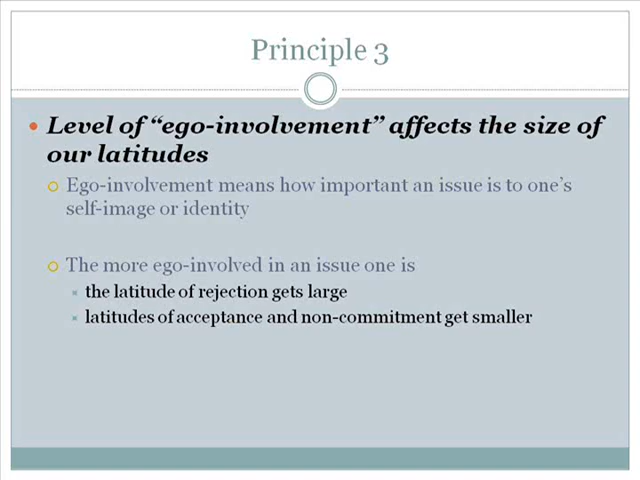 Principle 3
Level of “ego-involvement” affects the size of
our latitudes
Ego-involvement means how important an issue is to one’s
self-image or identity
The more ego-involved in an issue one is
the latitude of rejection gets large
latitudes of acceptance and non-commitment get smaller